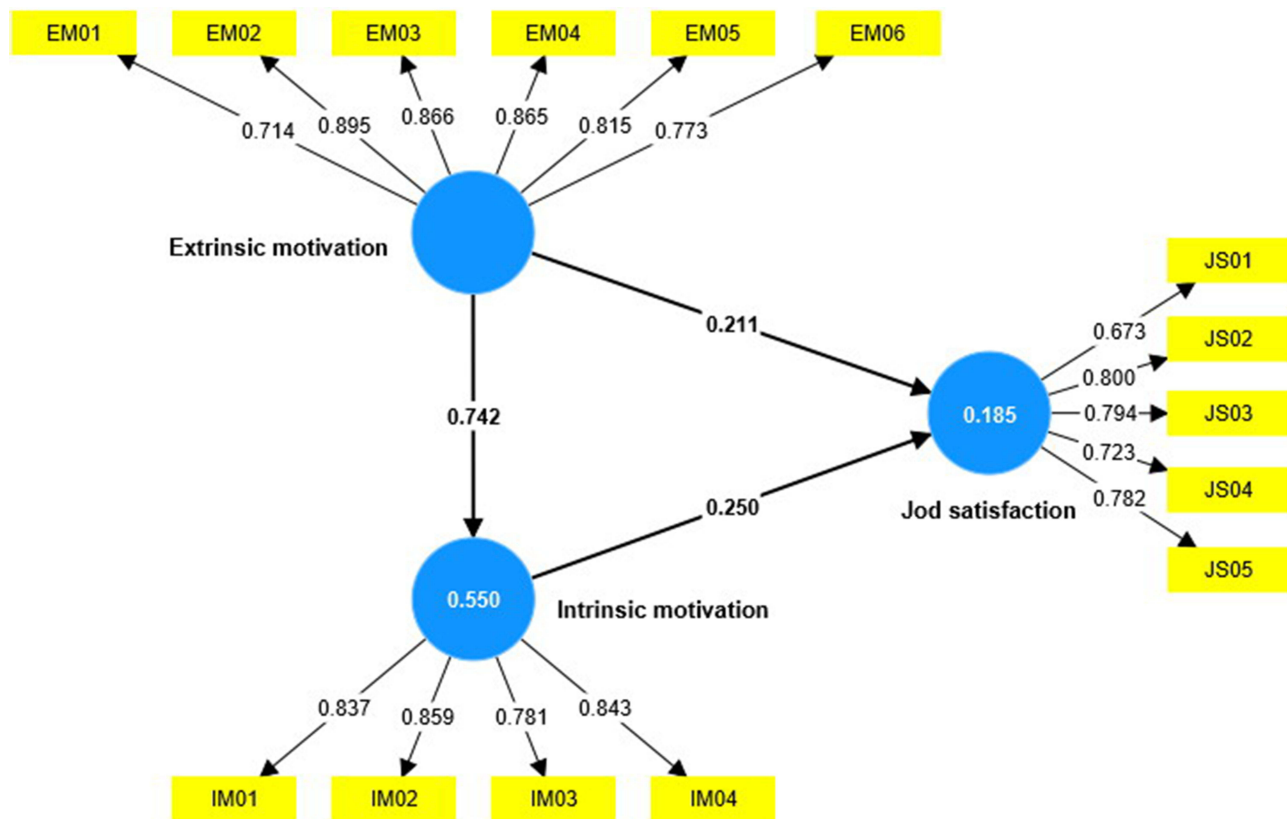 EM01
EM02
EM03
EM04
EM05
EM06
0.714
0.895
0.866
0.865
0.815
0.773
Extrinsic motivation
0.211
0.742
0.250
JS01
JS02
JS03
JS04
JS05
0.673
0.800
0.794
0.723
0.782
0.185
Jod satisfaction
0.550
Intrinsic motivation
0.837
0.859
0.781
0.843
IM01
IM02
IM03
IM04